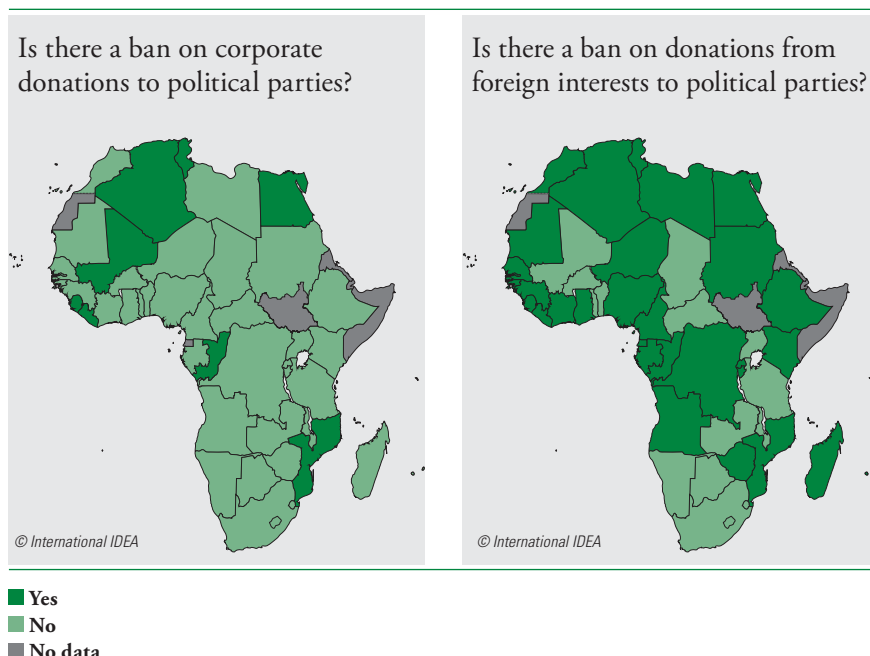 Is there a ban on corporate
donations to political parties?
Is there a ban on donations from
foreign interests to political parties?
© International IDEA
© International IDEA
Yes
No
No data